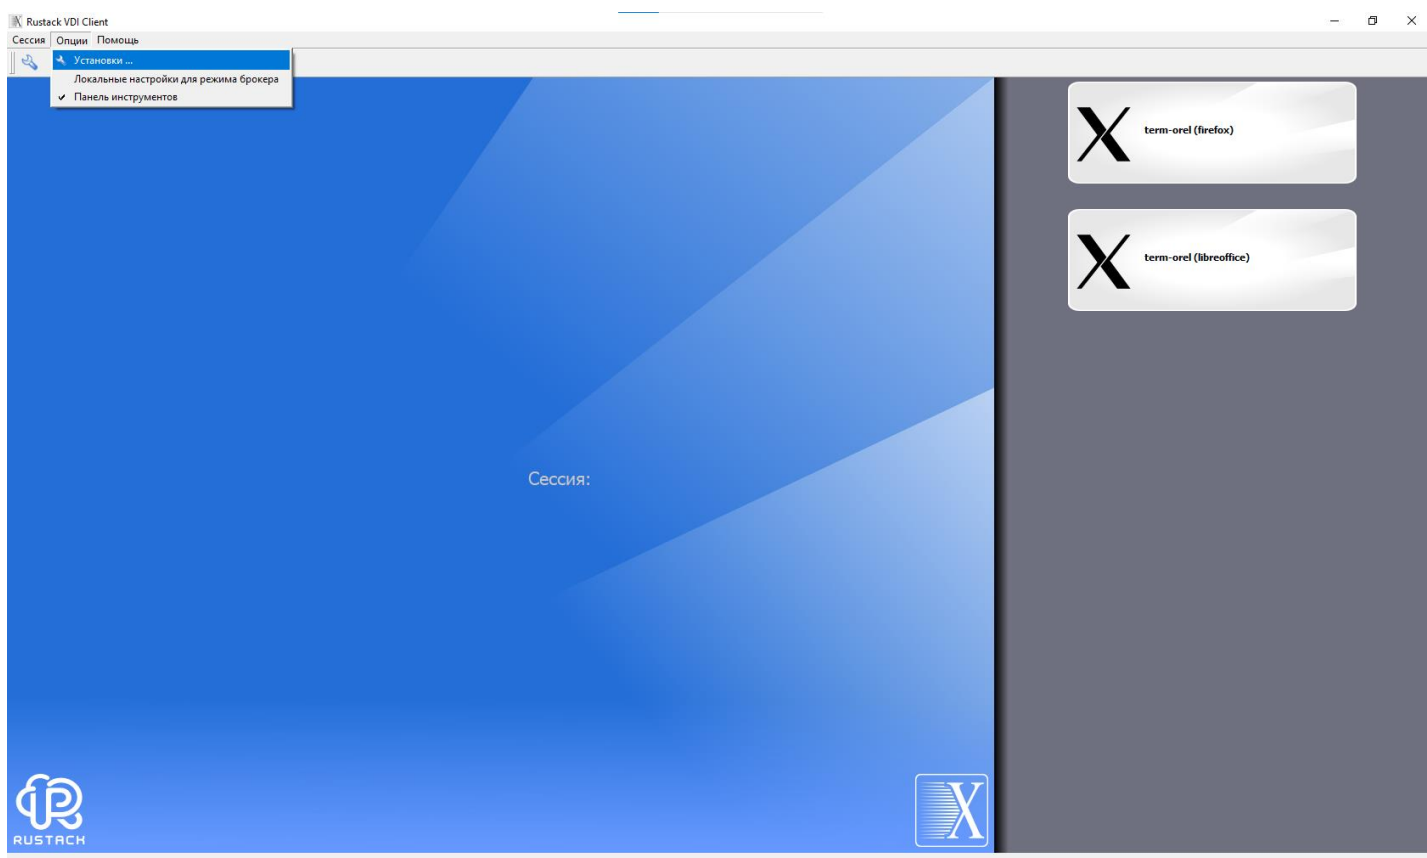 Rustack VDI Client
Сессия Опции Помощь
Установки ...
Локальные настройки для режима брокера
Панель инструментов
term-orel (firefox)
term-orel (libreoffice)
Сессия:
RUSTACK
X